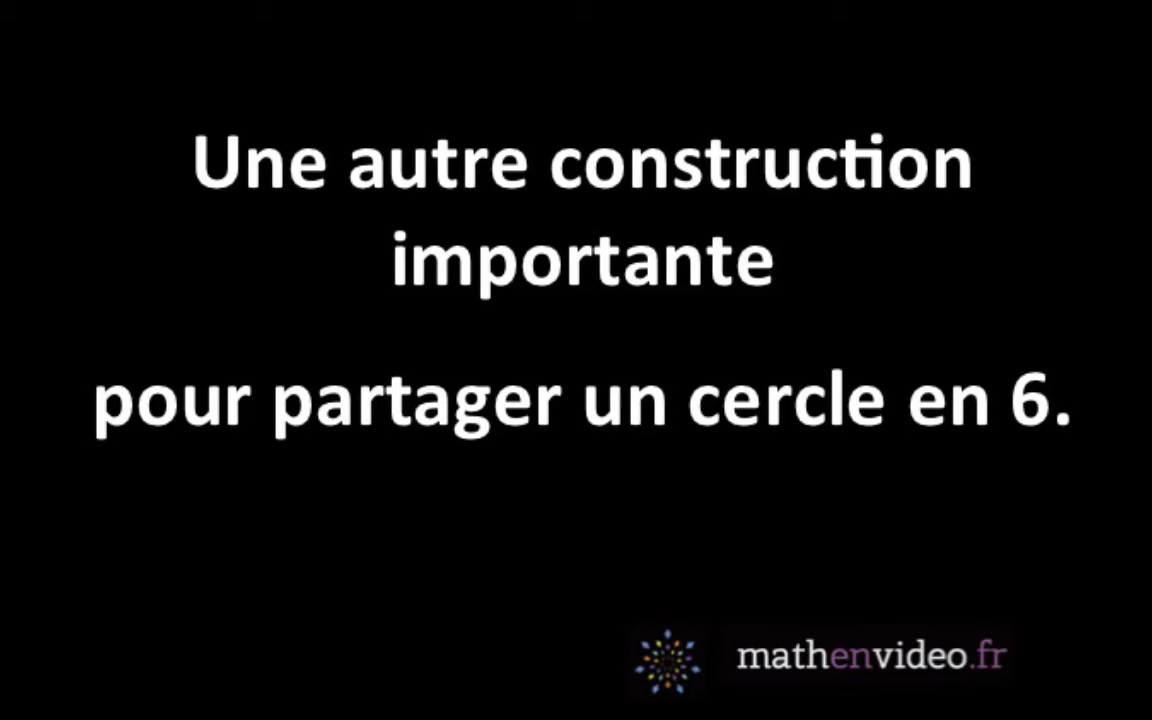 Une autre construction
importante
pour partager un cercle en 6.
mathenvideo.fr